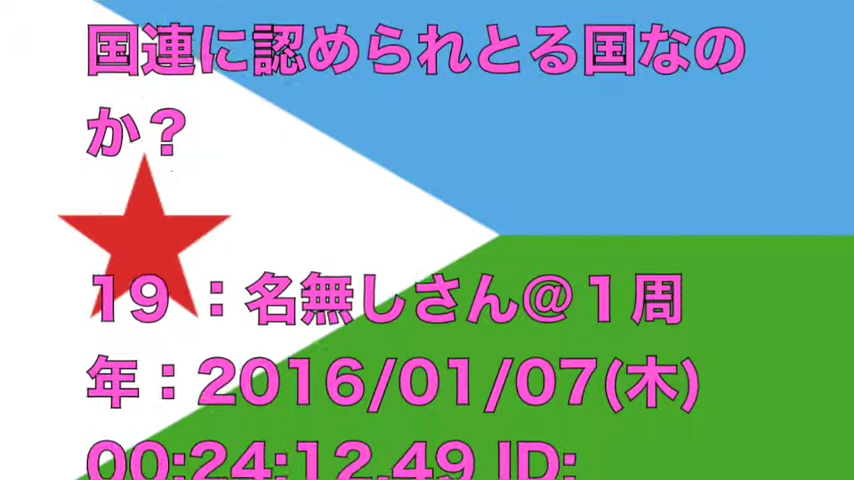 国連に認められとる国なの
か？
19 ：名無しさん＠１周
年：2016/01/07(木)
00:24:12.49 ID: